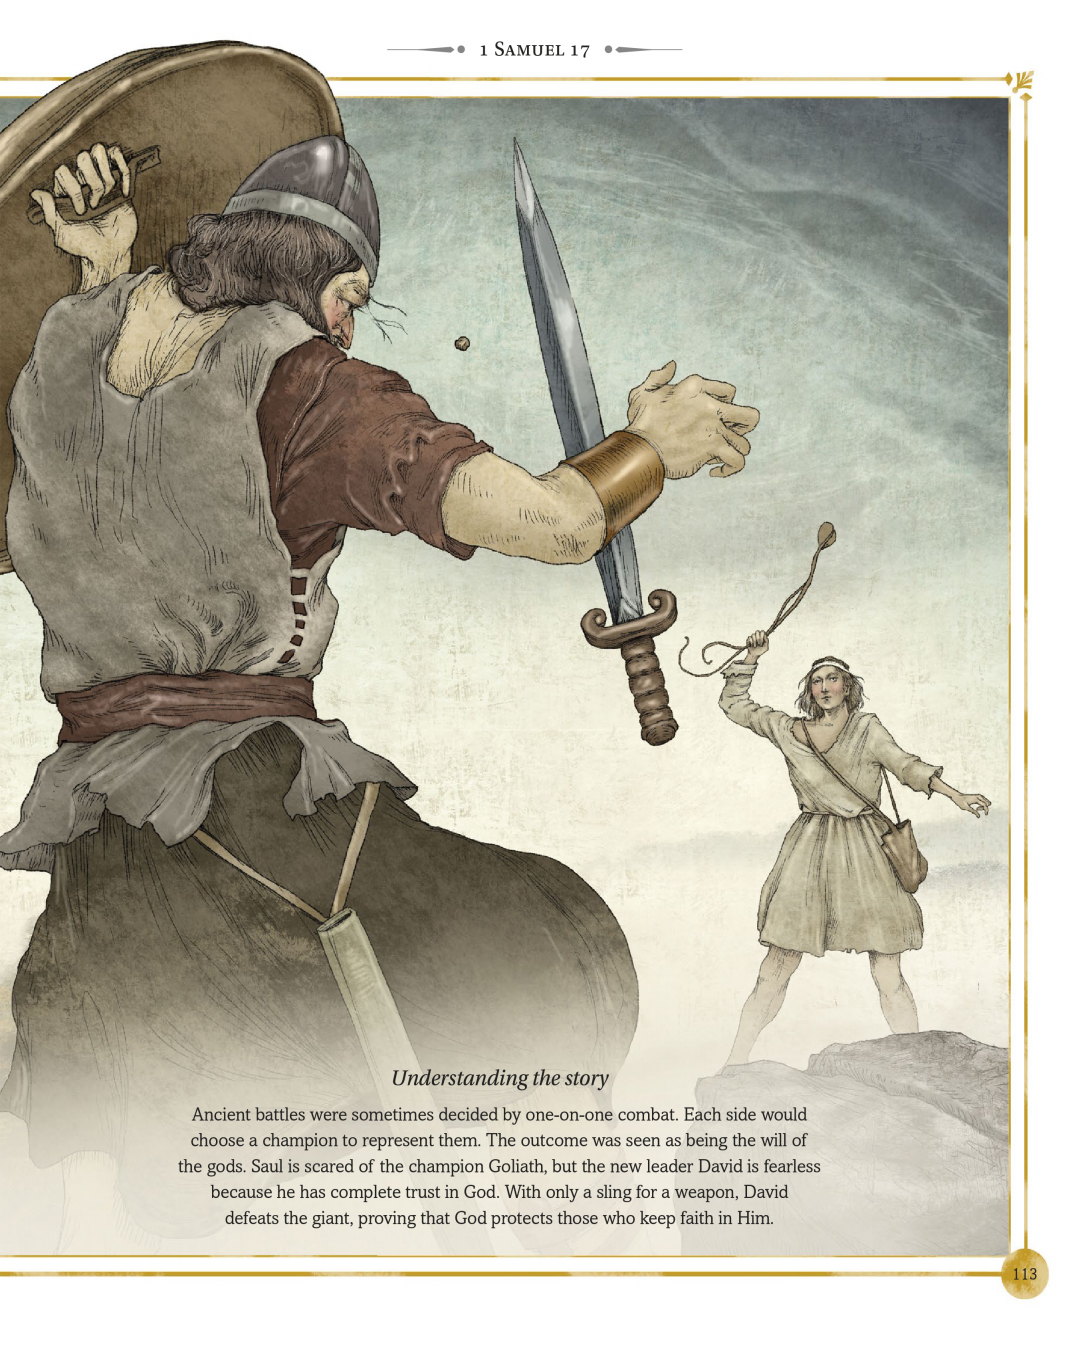 1 Samuel 17
Understanding the story
Ancient battles were sometimes decided by one-on-one combat. Each side would
choose a champion to represent them. The outcome was seen as being the will of
the gods. Saul is scared of the champion Goliath, but the new leader David is fearless
because he has complete trust in God. With only a sling for a weapon, David
defeats the giant, proving that God protects those who keep faith in Him.
113